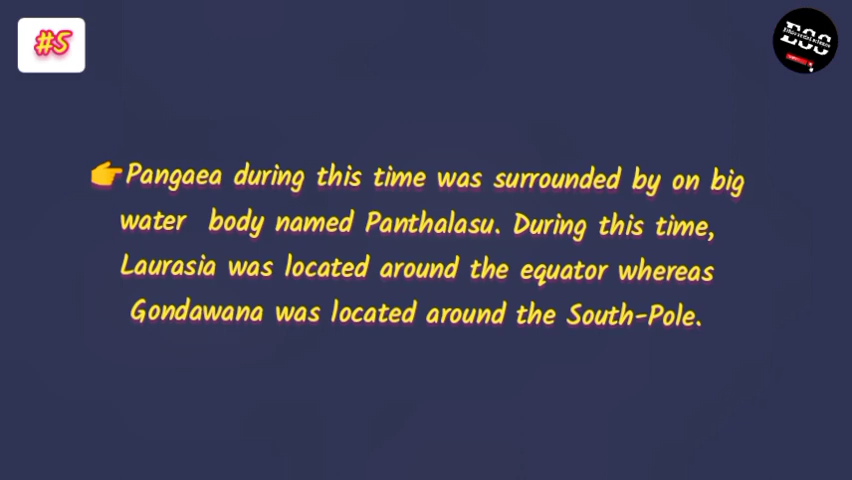 #5
ESS
👉Pangaea during this time was surrounded by on big
water body named Panthalasu. During this time,
Laurasia was located around the equator whereas
Gondawana was located around the South-Pole.